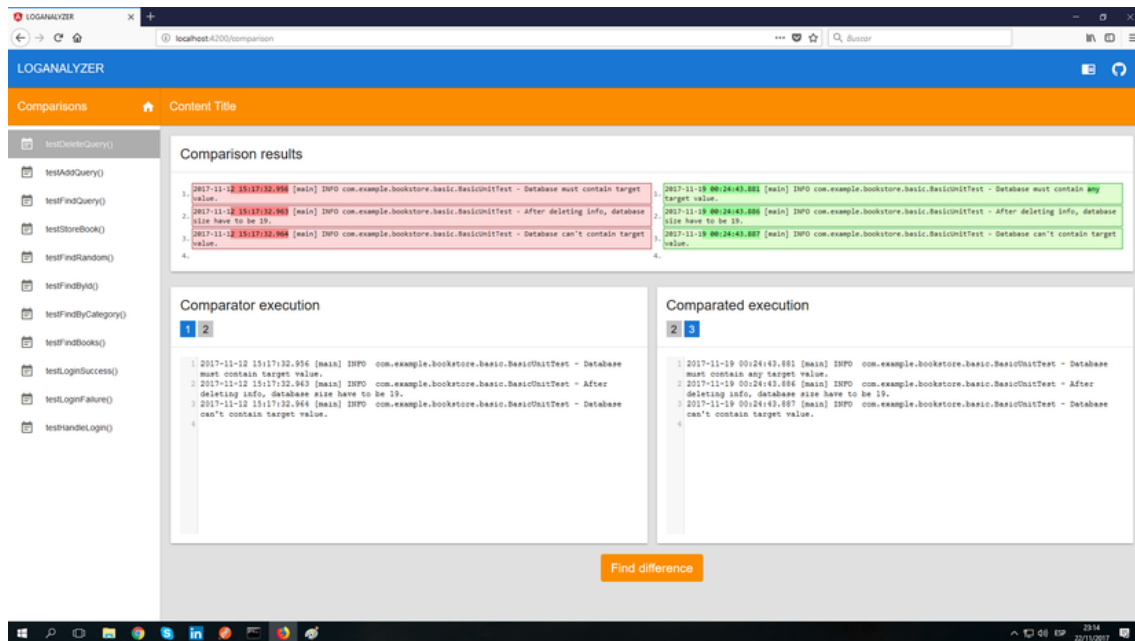 LOGANALYZER
localhost:4200/comparison
Buscar
LOGANALYZER
Comparisons
Content Title
testDeleteQuery()
testAddQuery()
testFindQuery()
testStoreBook()
testFindRandom()
testFindById()
testFindByCategory()
testFindBooks()
testLoginSuccess()
testLoginFailure()
testHandleLogin()
Comparison results
1. 2017-11-12 15:17:32.956 [main] INFO com.example.bookstore.basic.BasicUnitTest - Database must contain target
value.
2. 2017-11-12 15:17:32.963 [main] INFO com.example.bookstore.basic.BasicUnitTest - After deleting info, database
size have to be 19.
3. 2017-11-12 15:17:32.964 [main] INFO com.example.bookstore.basic.BasicUnitTest - Database can't contain target
value.
4.
1. 2017-11-19 00:24:43.881 [main] INFO com.example.bookstore.basic.BasicUnitTest - Database must contain any
target value.
2. 2017-11-19 00:24:43.886 [main] INFO com.example.bookstore.basic.BasicUnitTest - After deleting info, database
size have to be 19.
3. 2017-11-19 00:24:43.887 [main] INFO com.example.bookstore.basic.BasicUnitTest - Database can't contain target
value.
4.
Comparator execution
1 2
1 2017-11-12 15:17:32.956 [main] INFO com.example.bookstore.basic.BasicUnitTest - Database
must contain target value.
2 2017-11-12 15:17:32.963 [main] INFO com.example.bookstore.basic.BasicUnitTest - After
deleting info, database size have to be 19.
3 2017-11-12 15:17:32.964 [main] INFO com.example.bookstore.basic.BasicUnitTest - Database
can't contain target value.
4
Comparated execution
2 3
1 2017-11-19 00:24:43.881 [main] INFO com.example.bookstore.basic.BasicUnitTest - Database
must contain any target value.
2 2017-11-19 00:24:43.886 [main] INFO com.example.bookstore.basic.BasicUnitTest - After
deleting info, database size have to be 19.
3 2017-11-19 00:24:43.887 [main] INFO com.example.bookstore.basic.BasicUnitTest - Database
can't contain target value.
4
Find difference
ESP
23:14
22/11/2017